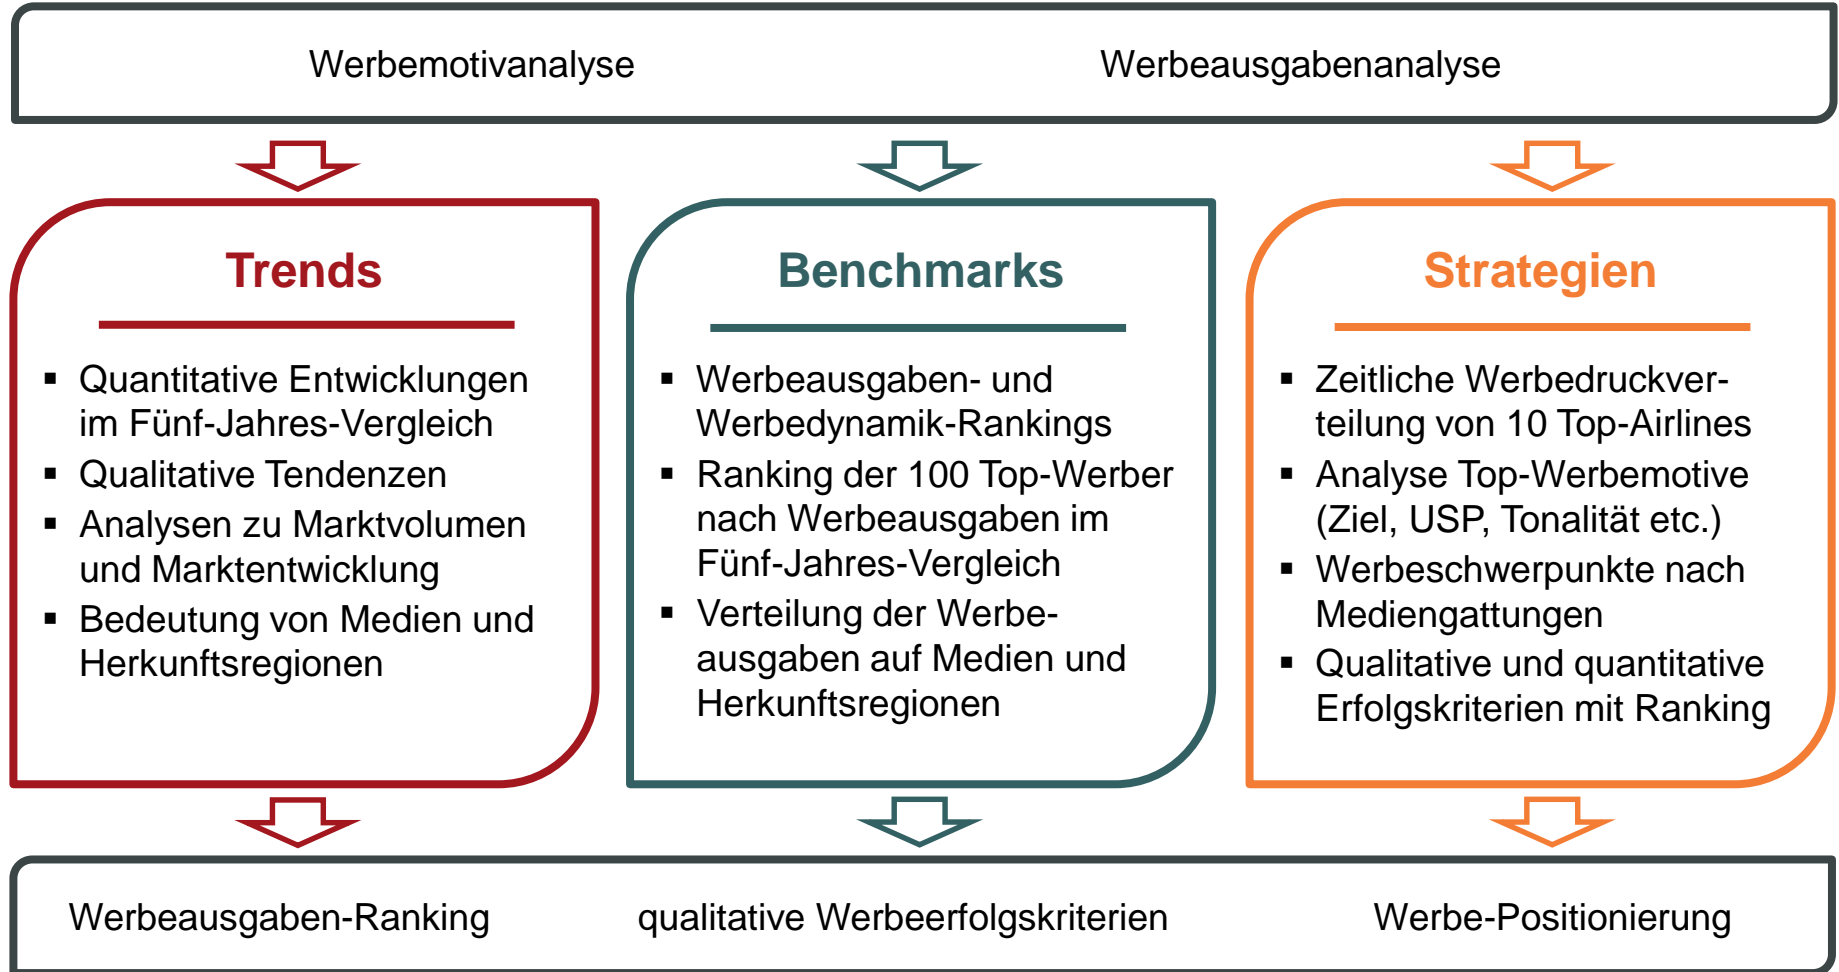 Werbemotivanalyse
Werbeausgabenanalyse
Trends
▪ Quantitative Entwicklungen
im Fünf-Jahres-Vergleich
▪ Qualitative Tendenzen
▪ Analysen zu Marktvolumen
und Marktentwicklung
▪ Bedeutung von Medien und
Herkunftsregionen
Benchmarks
▪ Werbeausgaben- und
Werbedynamik-Rankings
▪ Ranking der 100 Top-Werber
nach Werbeausgaben im
Fünf-Jahres-Vergleich
▪ Verteilung der Werbe-
ausgaben auf Medien und
Herkunftsregionen
Strategien
▪ Zeitliche Werbedruckver-
teilung von 10 Top-Airlines
▪ Analyse Top-Werbemotive
(Ziel, USP, Tonalität etc.)
▪ Werbeschwerpunkte nach
Mediengattungen
▪ Qualitative und quantitative
Erfolgskriterien mit Ranking
Werbeausgaben-Ranking
qualitative Werbeerfolgskriterien
Werbe-Positionierung